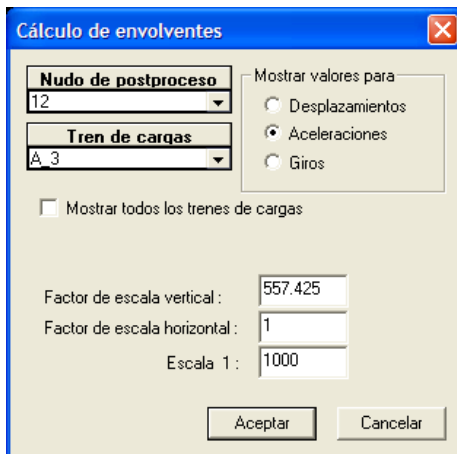 Cálculo de envolventes
Nudo de postproceso
12
Tren de cargas
A_3
Mostrar valores para
Desplazamientos
Aceleraciones
Giros
Mostrar todos los trenes de cargas
Factor de escala vertical : 557.425
Factor de escala horizontal : 1
Escala 1 : 1000
Aceptar Cancelar